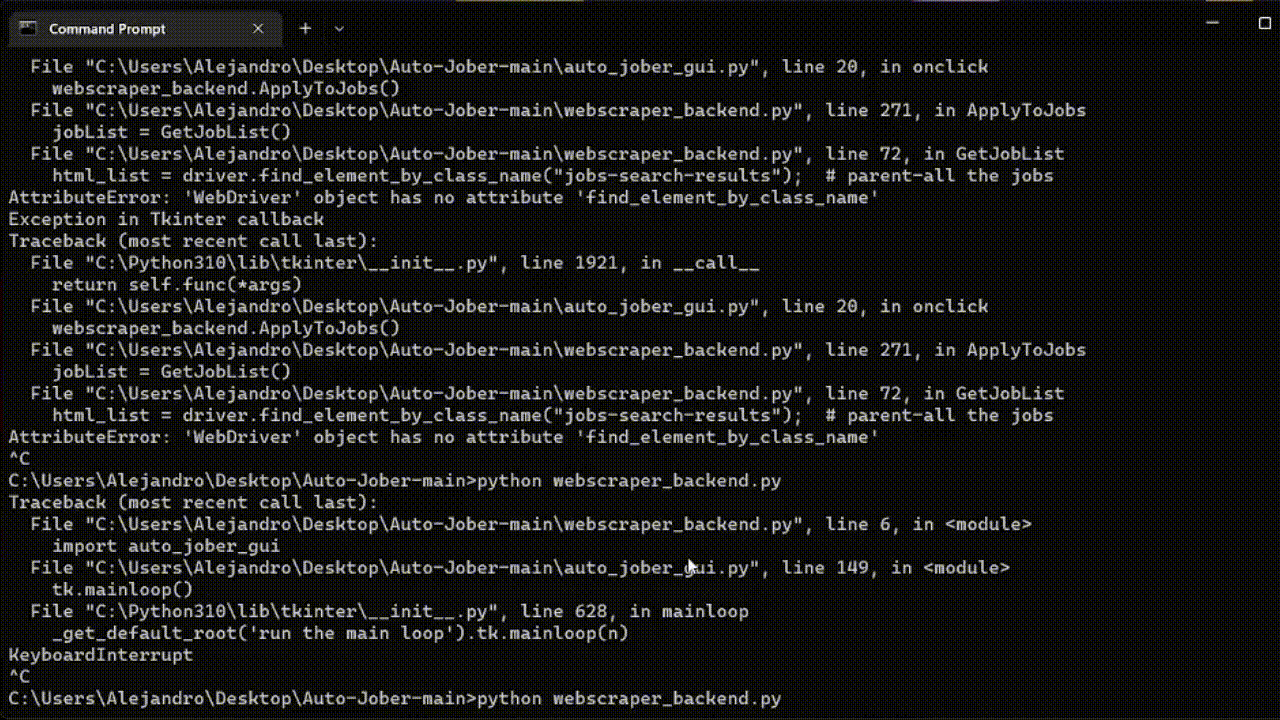 Command Prompt
  File "C:\Users\Alejandro\Desktop\Auto-Jober-main\auto_jober_gui.py", line 20, in onclick
    webscraper_backend.ApplyToJobs()
  File "C:\Users\Alejandro\Desktop\Auto-Jober-main\webscraper_backend.py", line 271, in ApplyToJobs
    jobList = GetJobList()
  File "C:\Users\Alejandro\Desktop\Auto-Jober-main\webscraper_backend.py", line 72, in GetJobList
    html_list = driver.find_element_by_class_name("jobs-search-results");  # parent-all the jobs
AttributeError: 'WebDriver' object has no attribute 'find_element_by_class_name'
Exception in Tkinter callback
Traceback (most recent call last):
  File "C:\Python310\lib\tkinter\__init__.py", line 1921, in __call__
    return self.func(*args)
  File "C:\Users\Alejandro\Desktop\Auto-Jober-main\auto_jober_gui.py", line 20, in onclick
    webscraper_backend.ApplyToJobs()
  File "C:\Users\Alejandro\Desktop\Auto-Jober-main\webscraper_backend.py", line 271, in ApplyToJobs
    jobList = GetJobList()
  File "C:\Users\Alejandro\Desktop\Auto-Jober-main\webscraper_backend.py", line 72, in GetJobList
    html_list = driver.find_element_by_class_name("jobs-search-results");  # parent-all the jobs
AttributeError: 'WebDriver' object has no attribute 'find_element_by_class_name'
^C
C:\Users\Alejandro\Desktop\Auto-Jober-main>python webscraper_backend.py
Traceback (most recent call last):
  File "C:\Users\Alejandro\Desktop\Auto-Jober-main\webscraper_backend.py", line 6, in <module>
    import auto_jober_gui
  File "C:\Users\Alejandro\Desktop\Auto-Jober-main\auto_jober_gui.py", line 149, in <module>
    tk.mainloop()
  File "C:\Python310\lib\tkinter\__init__.py", line 628, in mainloop
    _get_default_root('run the main loop').tk.mainloop(n)
KeyboardInterrupt
^C
C:\Users\Alejandro\Desktop\Auto-Jober-main>python webscraper_backend.py